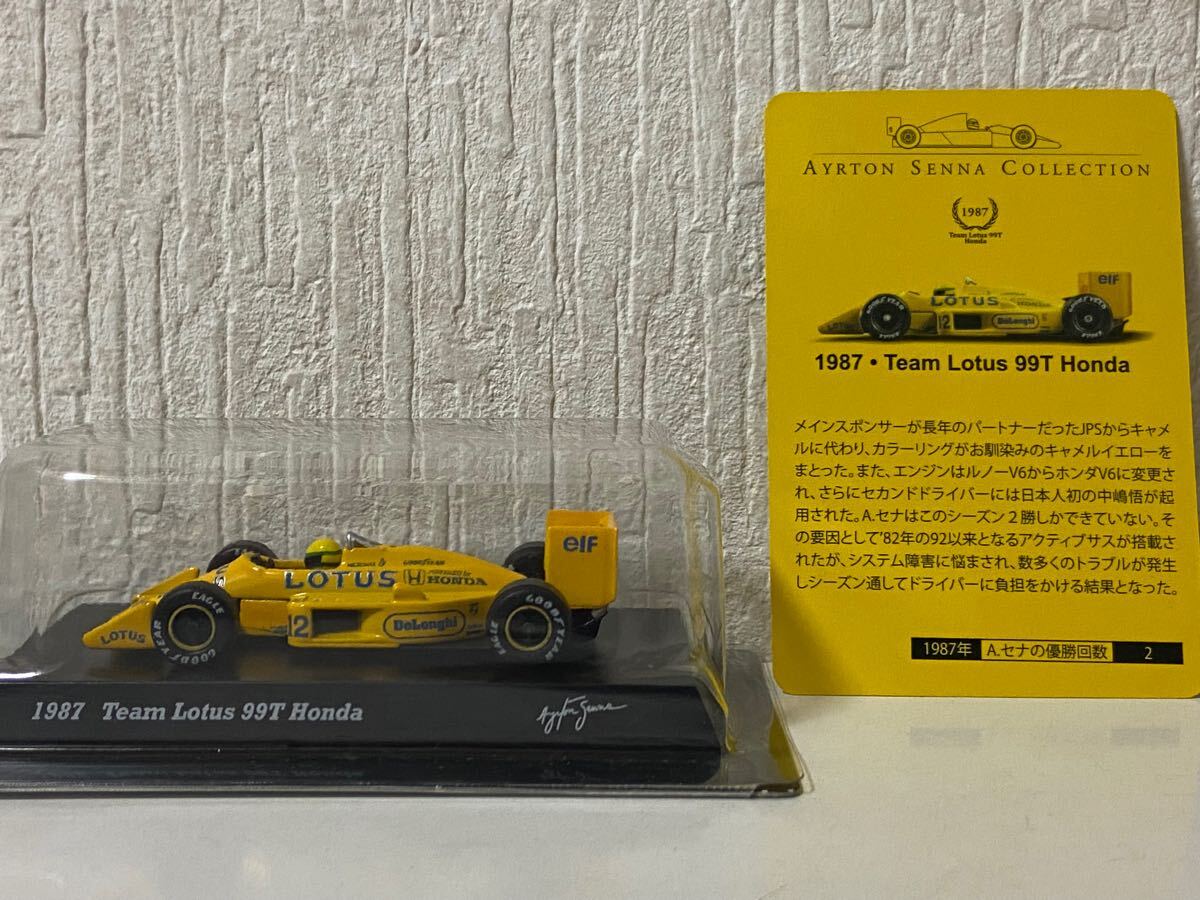 AYRTON SENNA COLLECTION
1987
Team Lotus 99T
Honda
elf
GOODYEAR
LOTUS
HONDA
12
DeLonghi
EAGLE
1987 • Team Lotus 99T Honda
メインスポンサーが長年のパートナーだったJPSからキャメ
ルに代わり、カラーリングがお馴染みのキャメルイエローを
まとった。また、エンジンはルノーV6からホンダV6に変更さ
れ、さらにセカンドドライバーには日本人初の中嶋悟が起
用された。A.セナはこのシーズン2勝しかできていない。そ
の要因として'82年の92以来となるアクティブサスが搭載さ
れたが、システム障害に悩まされ、数多くのトラブルが発生
しシーズン通してドライバーに負担をかける結果となった。
1987年 A.セナの優勝回数 2
elf
GOODYEAR
LOTUS
POWERED by
HONDA
LOTUS
EAGLE
GOODYEAR
12
DeLonghi
GOODYEAR
EAGLE
1987 Team Lotus 99T Honda
Ayrton Senna